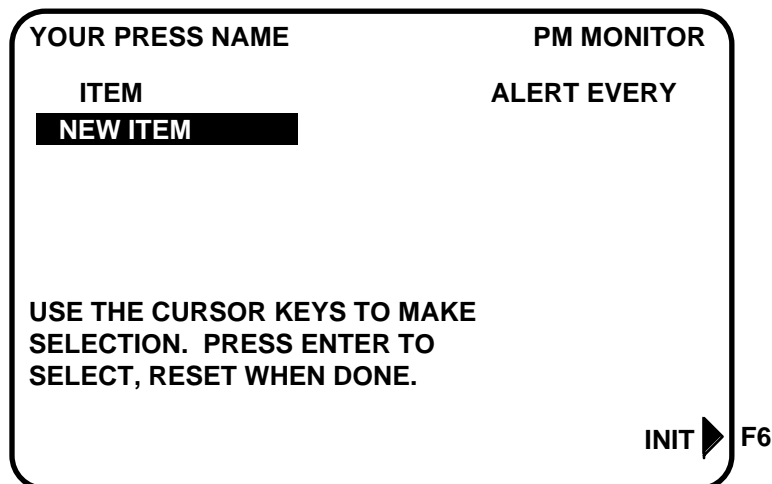 YOUR PRESS NAME PM MONITOR
ITEM ALERT EVERY
NEW ITEM
USE THE CURSOR KEYS TO MAKE
SELECTION. PRESS ENTER TO
SELECT, RESET WHEN DONE.
INIT F6